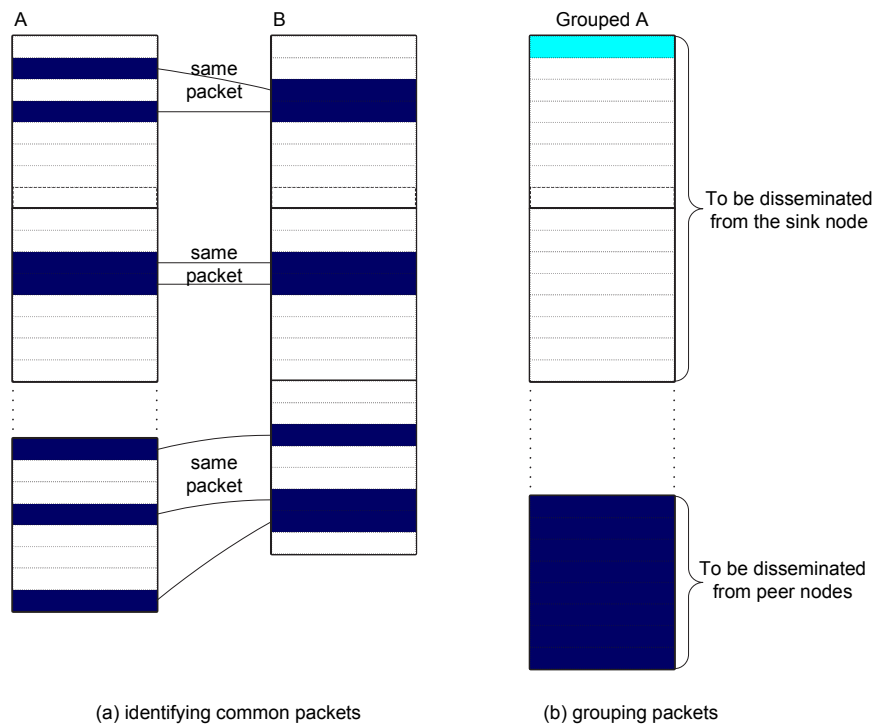 A
B
Grouped A
same
packet
same
packet
same
packet
To be disseminated
from the sink node
To be disseminated
from peer nodes
(a) identifying common packets
(b) grouping packets